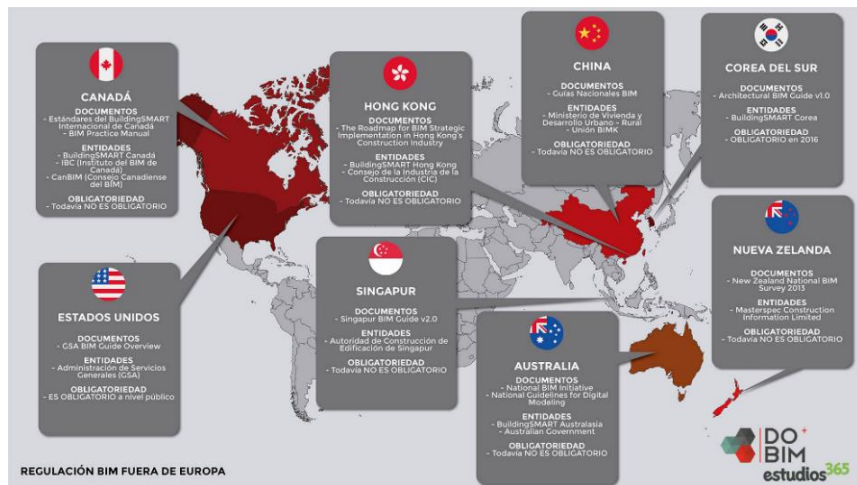 CANADÁ
DOCUMENTOS
- Estándares del BuildingSMART
Internacional de Canadá
- BIM Practice Manual
ENTIDADES
- BuildingSMART Canadá
- IBC (Instituto del BIM de
Canadá)
- CanBIM (Consejo Canadiense
del BIM)
OBLIGATORIEDAD
- Todavía NO ES OBLIGATORIO
HONG KONG
DOCUMENTOS
- The Roadmap for BIM Strategic
Implementation in Hong Kong's
Construction Industry
ENTIDADES
- BuildingSMART Hong Kong
- Consejo de la Industria de la
Construcción (CIC)
OBLIGATORIEDAD
- Todavía NO ES OBLIGATORIO
CHINA
DOCUMENTOS
- Guías Nacionales BIM
ENTIDADES
- Ministerio de Vivienda y
Desarrollo Urbano - Rural
- Unión BIMK
OBLIGATORIEDAD
- Todavía NO ES OBLIGATORIO
COREA DEL SUR
DOCUMENTOS
- Architectural BIM Guide v1.0
ENTIDADES
- BuildingSMART Corea
OBLIGATORIEDAD
- OBLIGATORIO en 2016
ESTADOS UNIDOS
DOCUMENTOS
- GSA BIM Guide Overview
ENTIDADES
- Administración de Servicios
Generales (GSA)
OBLIGATORIEDAD
- ES OBLIGATORIO a nivel público
SINGAPUR
DOCUMENTOS
- Singapur BIM Guide v2.0
ENTIDADES
- Autoridad de Construcción de
Edificación de Singapur
OBLIGATORIEDAD
- Todavía NO ES OBLIGATORIO
AUSTRALIA
DOCUMENTOS
- National BIM Initiative
- National Guidelines for Digital
Modeling
ENTIDADES
- BuildingSMART Australasia
- Australian Government
OBLIGATORIEDAD
- Todavía NO ES OBLIGATORIO
NUEVA ZELANDA
DOCUMENTOS
- New Zealand National BIM
Survey 2013
ENTIDADES
- Masterspec Construction
Information Limited
OBLIGATORIEDAD
- Todavía NO ES OBLIGATORIO
REGULACIÓN BIM FUERA DE EUROPA
DO+
BIM
estudios365